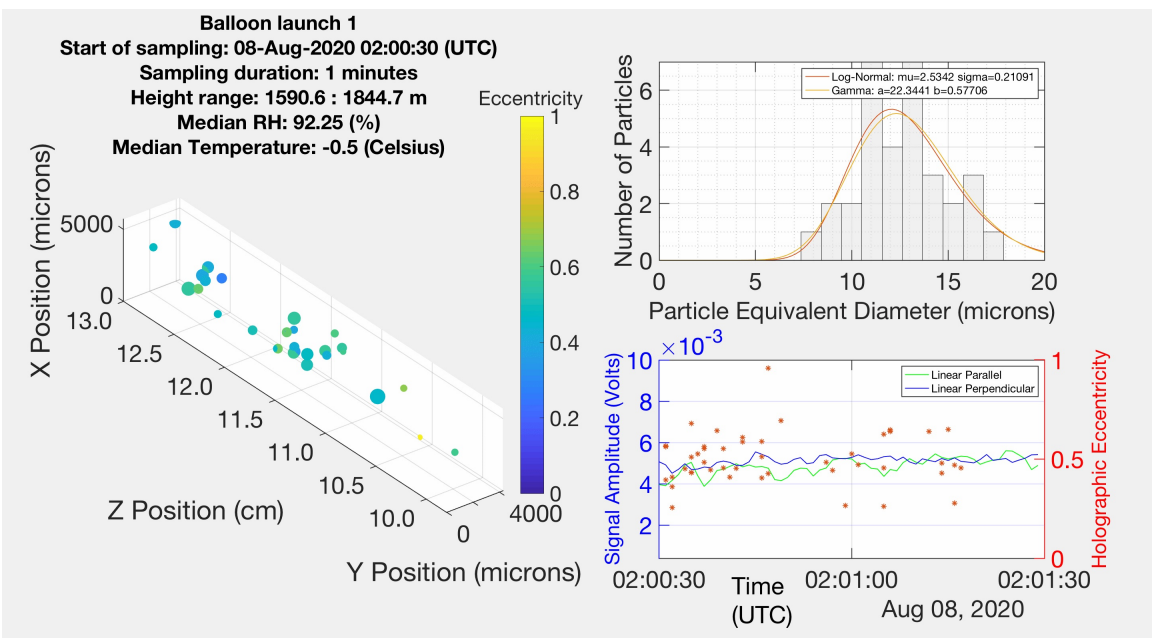 Balloon launch 1
Start of sampling: 08-Aug-2020 02:00:30 (UTC)
Sampling duration: 1 minutes
Height range: 1590.6 : 1844.7 m
Median RH: 92.25 (%)
Median Temperature: -0.5 (Celsius)
Eccentricity
1
0.8
0.6
0.4
0.2
0
X Position (microns)
5000
0
13.0
12.5
12.0
11.5
11.0
10.5
10.0
Z Position (cm)
0
4000
Y Position (microns)
Number of Particles
6
4
2
0
Log-Normal: mu=2.5342 sigma=0.21091
Gamma: a=22.3441 b=0.57706
0
5
10
15
20
Particle Equivalent Diameter (microns)
×10-3
Signal Amplitude (Volts)
10
8
6
4
2
Linear Parallel
Linear Perpendicular
1
0.5
0
Holographic Eccentricity
02:00:30
02:01:00
02:01:30
Time
(UTC)
Aug 08, 2020